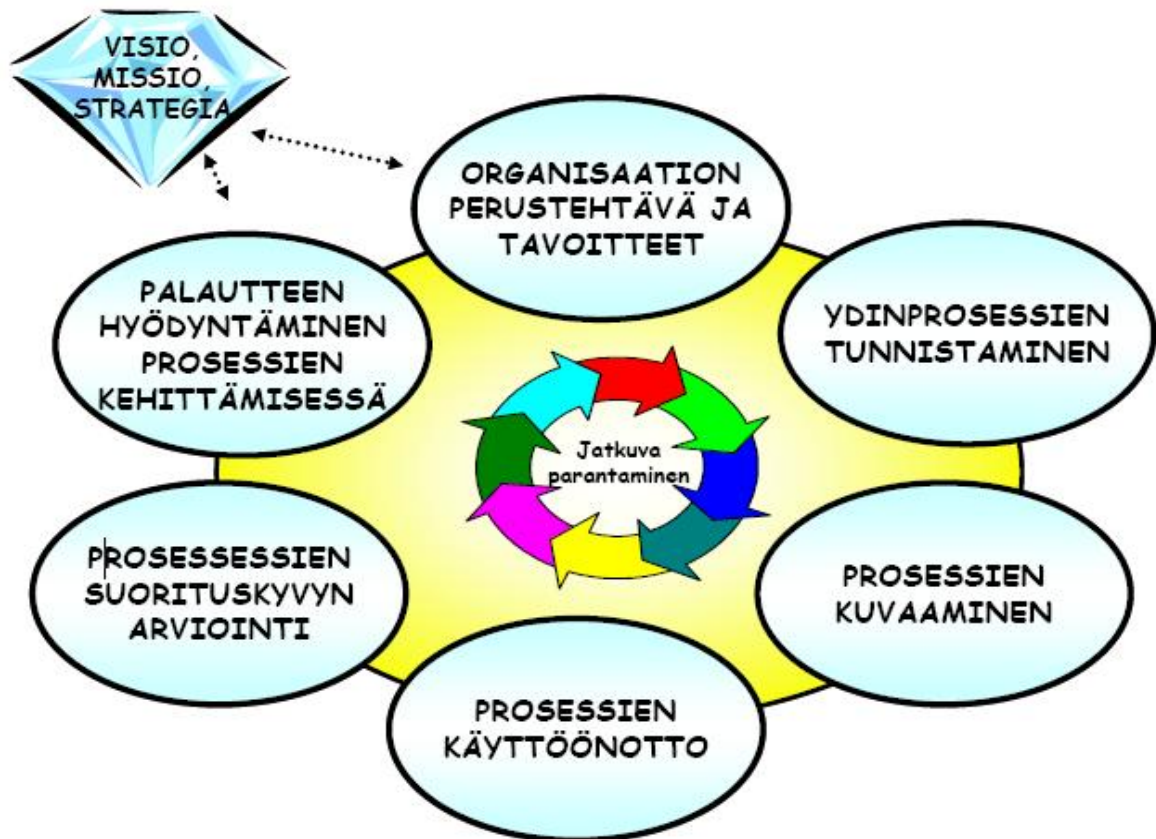 VISIO,
MISSIO,
STRATEGIA
ORGANISAATION
PERUSTEHTÄVÄ JA
TAVOITTEET
PALAUTTEEN
HYÖDYNTÄMINEN
PROSESSIEN
KEHITTÄMISESSÄ
YDINPROSESSIEN
TUNNISTAMINEN
Jatkuva
parantaminen
PROSESSESSIEN
SUORITUSKYVYN
ARVIOINTI
PROSESSIEN
KUVAAMINEN
PROSESSIEN
KÄYTTÖÖNOTTO